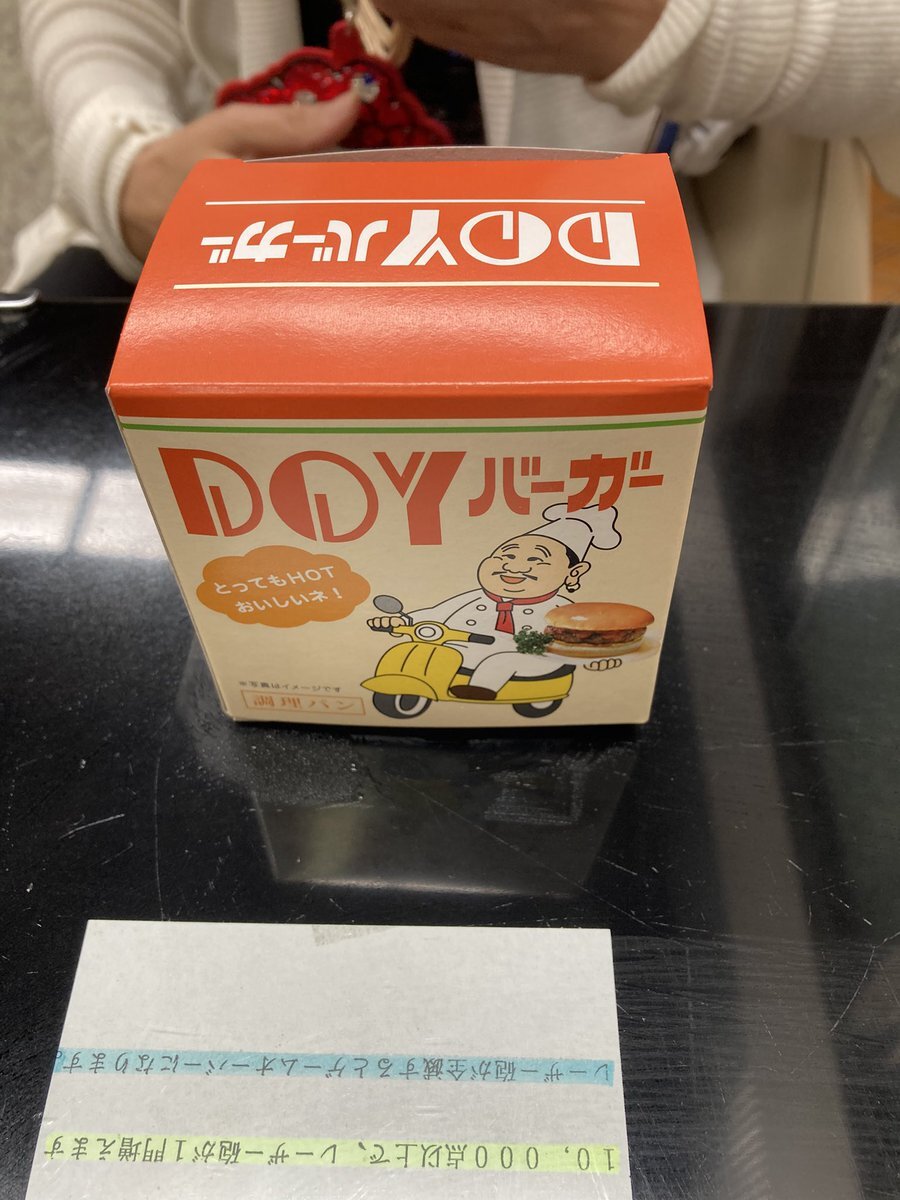 DOYバーガー
DOYバーガー
とってもHOT
おいしいネ!
※写真はイメージです
調理パン
レーザー砲が全滅するとゲームオーバーになります。
10,000点以上で、レーザー砲が1門増えます